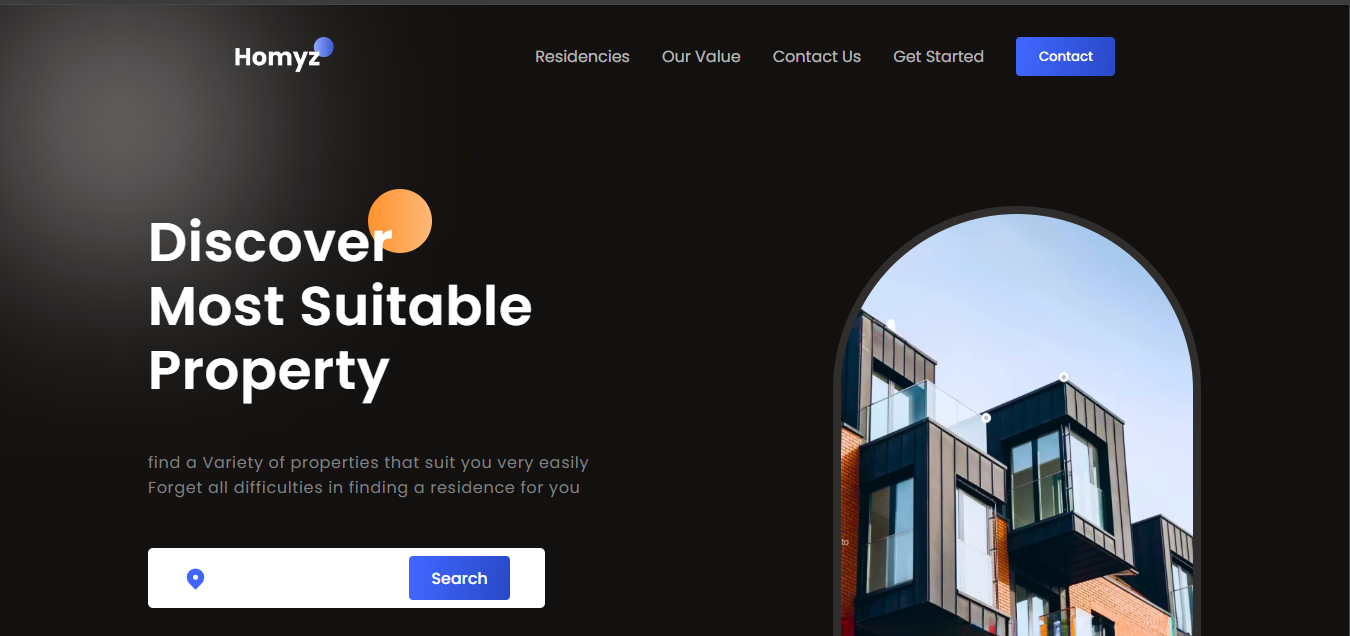 Homyz
Residencies
Our Value
Contact Us
Get Started
Contact
Discover
Most Suitable
Property
find a Variety of properties that suit you very easily
Forget all difficulties in finding a residence for you
Search
to